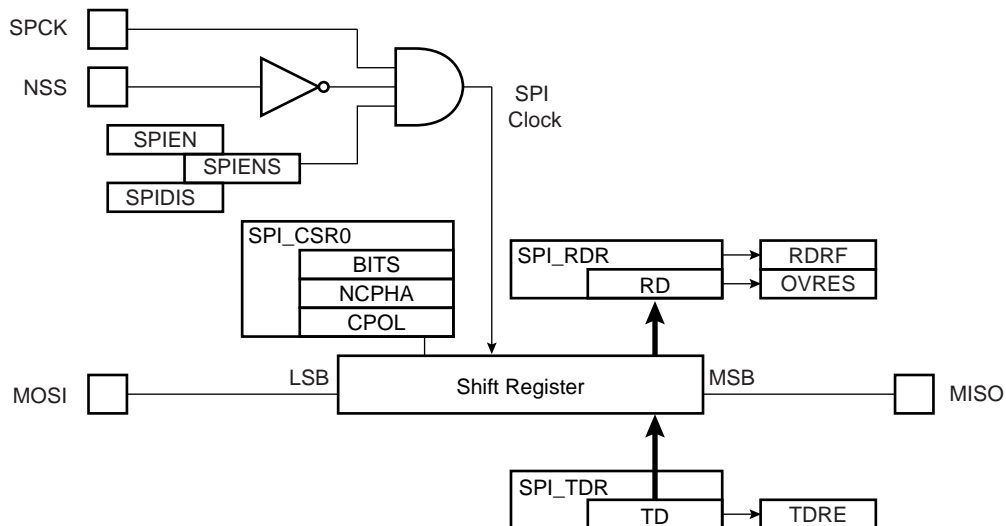 SPCK
NSS
SPI
Clock
SPIEN
SPIENS
SPIDIS
SPI_CSR0
BITS
NCPHA
CPOL
SPI_RDR
RD
RDRF
OVRES
LSB
MSB
MOSI
Shift Register
MISO
SPI_TDR
TD
TDRE